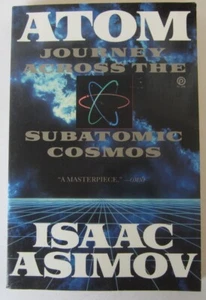 ATOM
JOURNEY
ACROSS THE
SUBATOMIC
COSMOS
"A MASTERPIECE."
ISAAC
ASIMOV